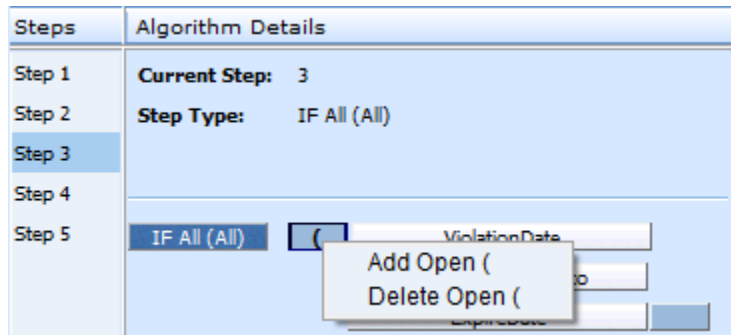 Steps Algorithm Details
Step 1 Current Step: 3
Step 2 Step Type: IF All (All)
Step 3
Step 4
Step 5 IF All (All) ( ViolationDate
Add Open (
Delete Open (
ExpireDate